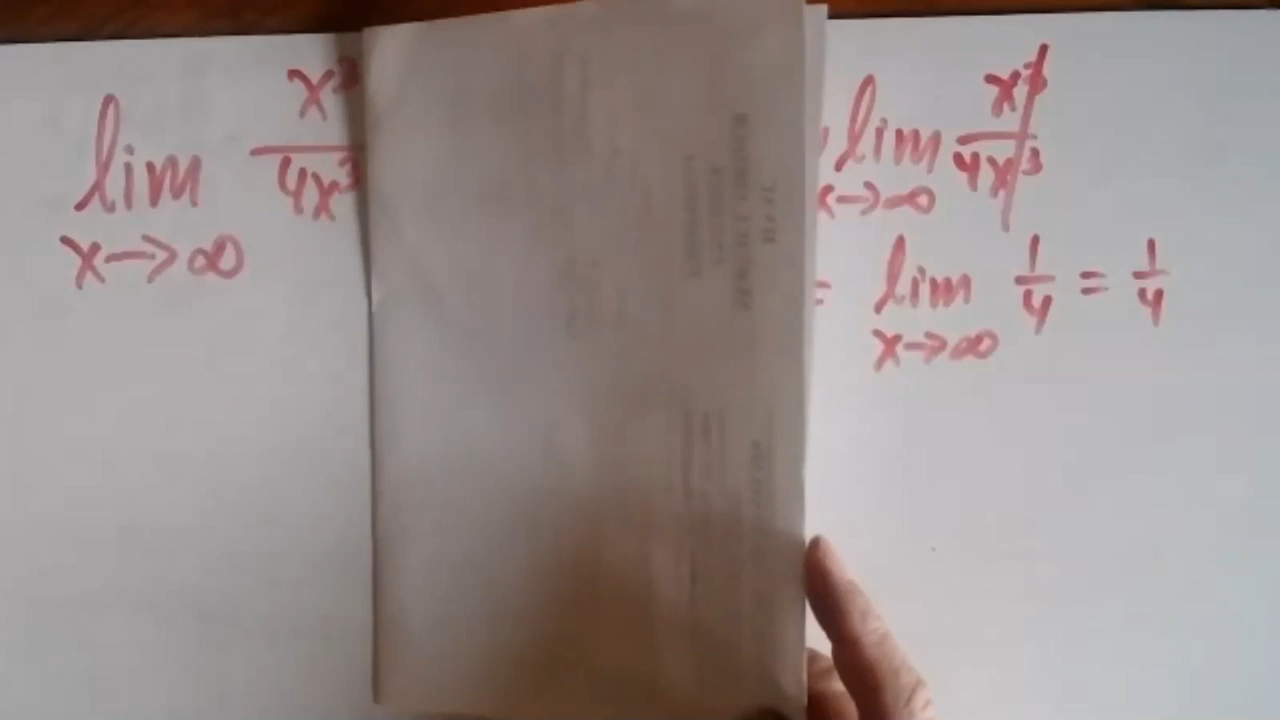 lim x³/4x³
x→∞
lim x³/4x³
x→∞
= lim 1/4 = 1/4
x→∞